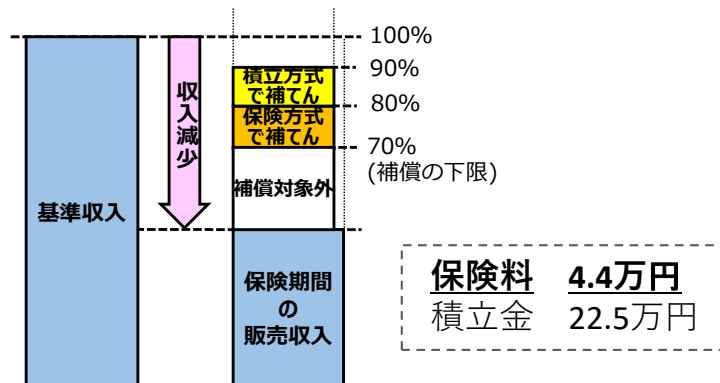 100%
90%
積立方式
で補てん
80%
保険方式
で補てん
70%
(補償の下限)
収入減少
補償対象外
基準収入
保険期間
の
販売収入
保険料 4.4万円
積立金 22.5万円